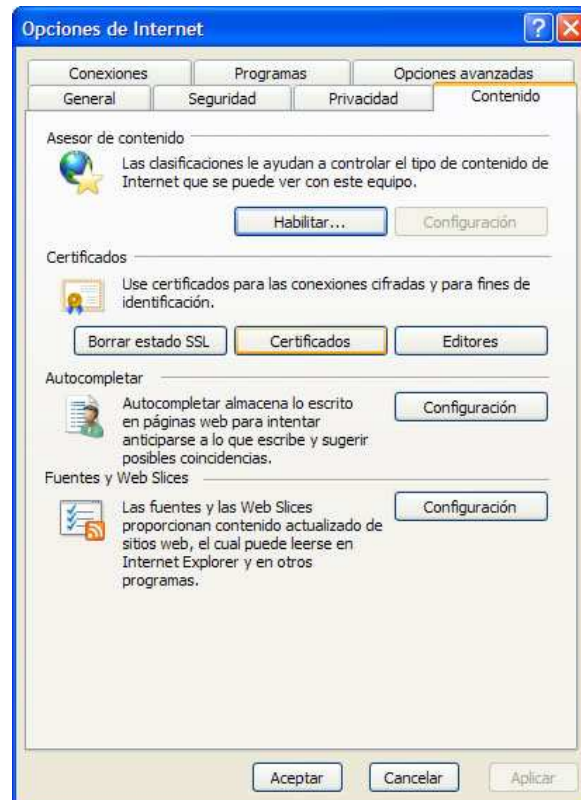 Opciones de Internet
Conexiones Programas Opciones avanzadas
General Seguridad Privacidad Contenido
Asesor de contenido
Las clasificaciones le ayudan a controlar el tipo de contenido de
Internet que se puede ver con este equipo.
Habilitar... Configuración
Certificados
Use certificados para las conexiones cifradas y para fines de
identificación.
Borrar estado SSL Certificados Editores
Autocompletar
Autocompletar almacena lo escrito
en páginas web para intentar
anticiparse a lo que escribe y sugerir
posibles coincidencias.
Configuración
Fuentes y Web Slices
Las fuentes y las Web Slices
proporcionan contenido actualizado de
sitios web, el cual puede leerse en
Internet Explorer y en otros
programas.
Configuración
Aceptar Cancelar Aplicar